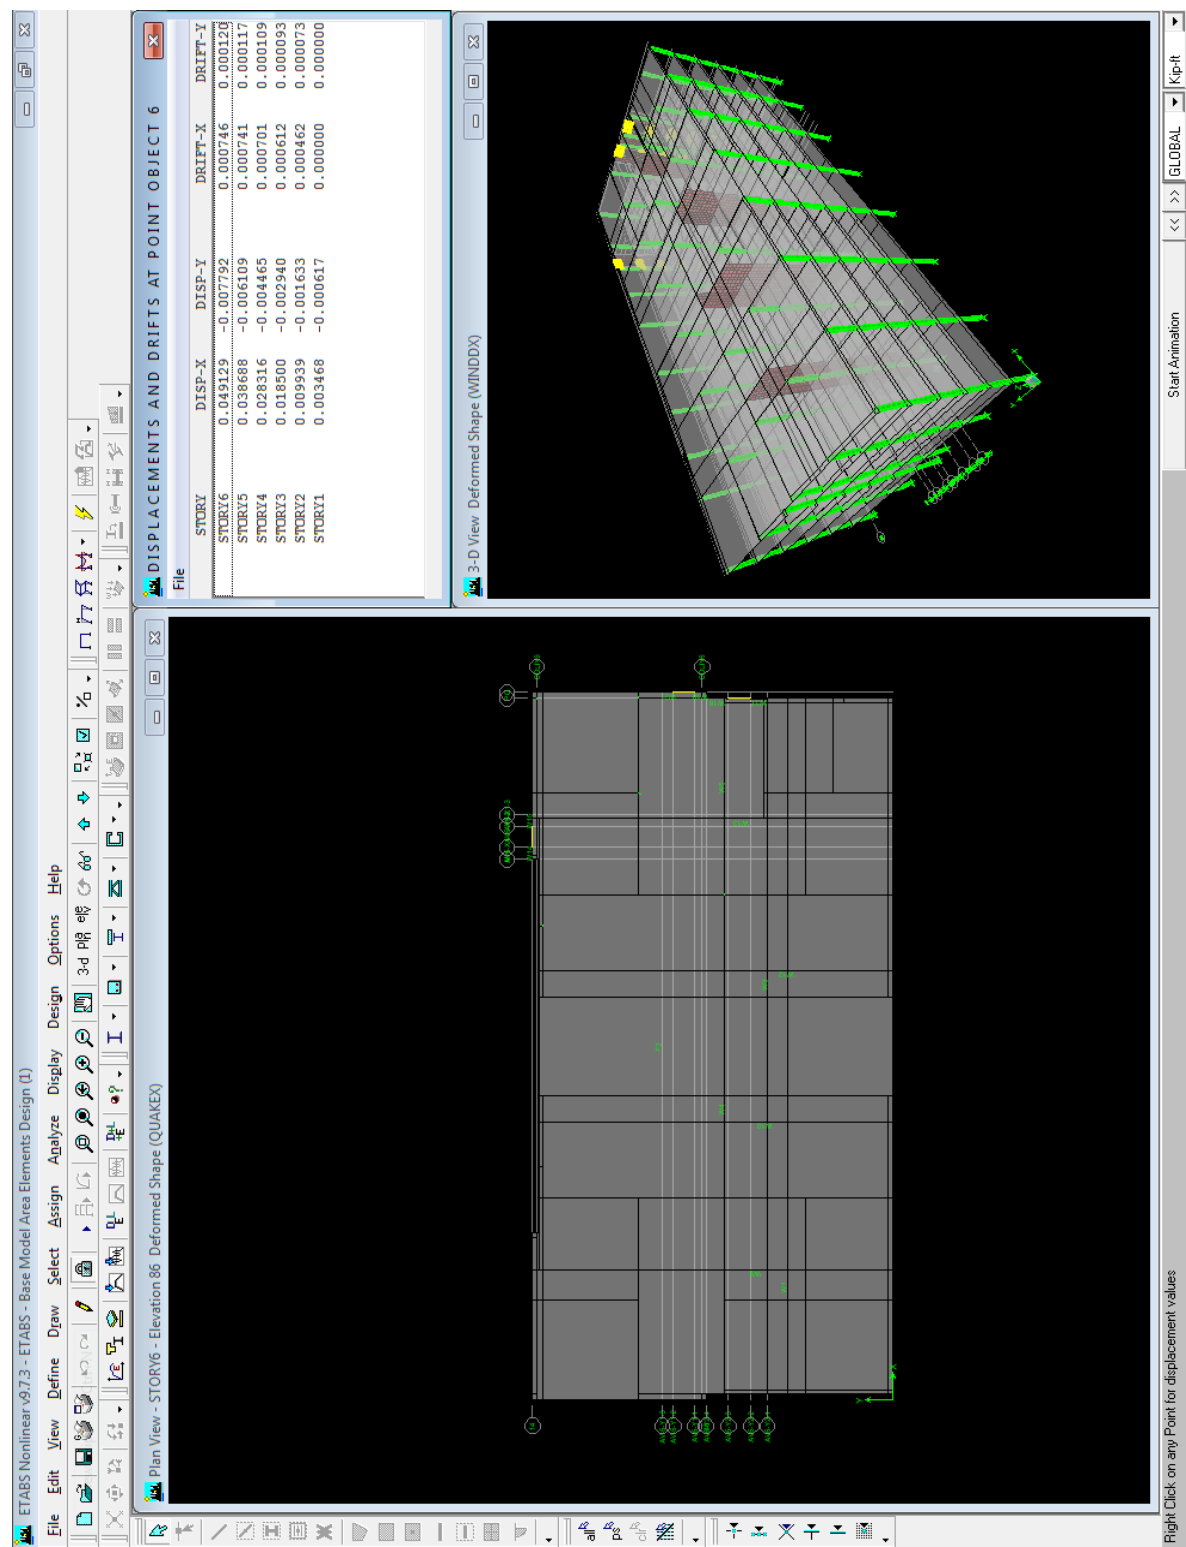 ETABS Nonlinear v9.7.3 - ETABS - Base Model Area Elements Design (1)
File Edit View Define Draw Select Assign Analyze Display Design Options Help
3-d
all
ps
clr
Plan View - STORY6 - Elevation 86 Deformed Shape (QUAKEX)
X
Y
DISPLACEMENTS AND DRIFTS AT POINT OBJECT 6
File
STORY DISP-X DISP-Y DRIFT-X DRIFT-Y
STORY6 0.049129 -0.007792 0.000746 0.000120
STORY5 0.038688 -0.006109 0.000741 0.000117
STORY4 0.028316 -0.004465 0.000701 0.000109
STORY3 0.018500 -0.002940 0.000612 0.000093
STORY2 0.009939 -0.001633 0.000462 0.000073
STORY1 0.003468 -0.000617 0.000000 0.000000
3-D View Deformed Shape (WINDDX)
Right Click on any Point for displacement values
Start Animation << >> GLOBAL Kip-ft